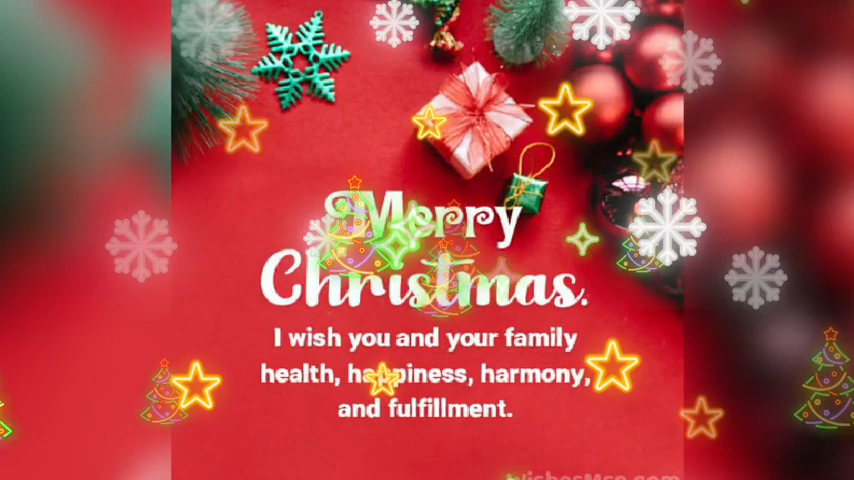 Merry
Christmas.
I wish you and your family
health, happiness, harmony,
and fulfillment.